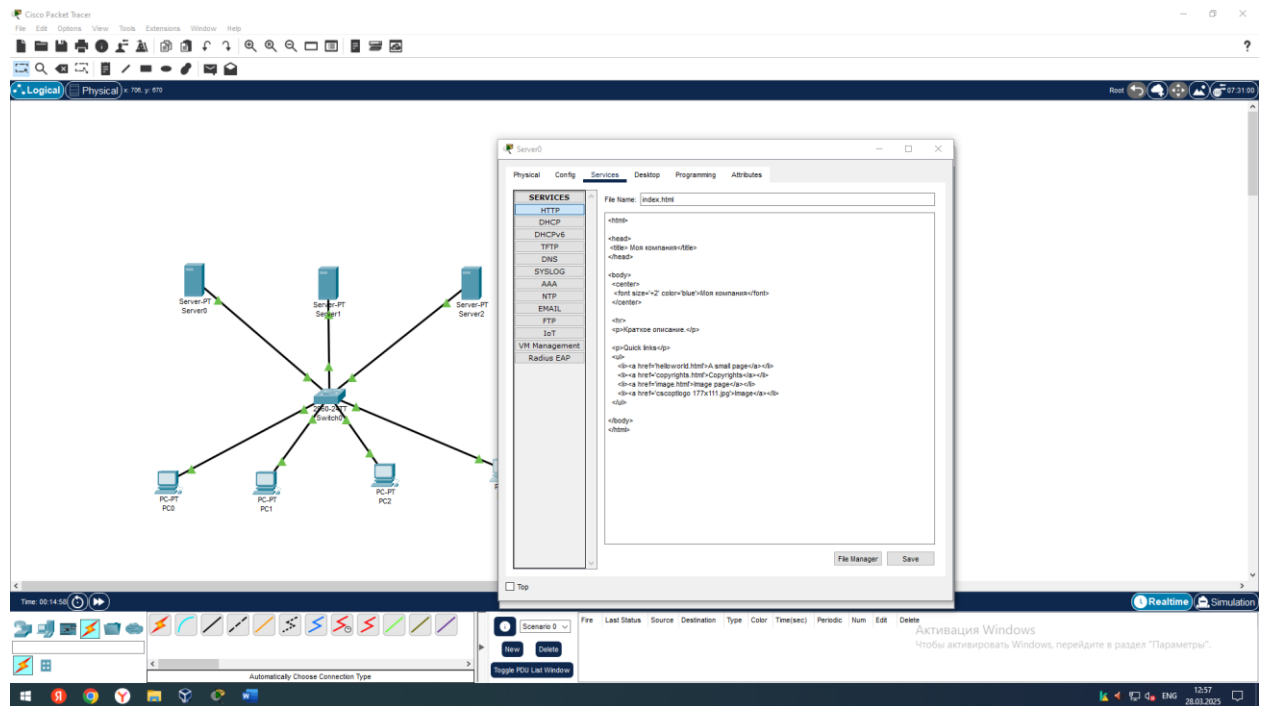 Cisco Packet Tracer
File Edit Options View Tools Extensions Window Help
?
Logical Physical x: 706, y: 670 Root 07:31:00
Server0
Physical Config Services Desktop Programming Attributes
SERVICES
HTTP
DHCP
DHCPv6
TFTP
DNS
SYSLOG
AAA
NTP
EMAIL
FTP
IoT
VM Management
Radius EAP
File Name: index.html
<html>
<head>
<title> Моя компания</title>
</head>
<body>
<center>
<font size='+2' color='blue'>Моя компания</font>
</center>
<hr>
<p>Краткое описание.</p>
<p>Quick links</p>
<ul>
<li><a href='helloworld.html'>A small page</a></li>
<li><a href='copyrights.html'>Copyrights</a></li>
<li><a href='image.html'>Image page</a></li>
<li><a href='cscoptlogo177x111.jpg'>Image</a></li>
</ul>
</body>
</html>
File Manager Save
Top
Server-PT
Server0
Server-PT
Server1
Server-PT
Server2
2960-24TT
Switch0
PC-PT
PC0
PC-PT
PC1
PC-PT
PC2
Time: 00:14:58 Realtime Simulation
Scenario 0
New Delete
Toggle PDU List Window
Fire Last Status Source Destination Type Color Time(sec) Periodic Num Edit Delete
Automatically Choose Connection Type
Активация Windows
Чтобы активировать Windows, перейдите в раздел "Параметры".
ENG 12:57
28.03.2025